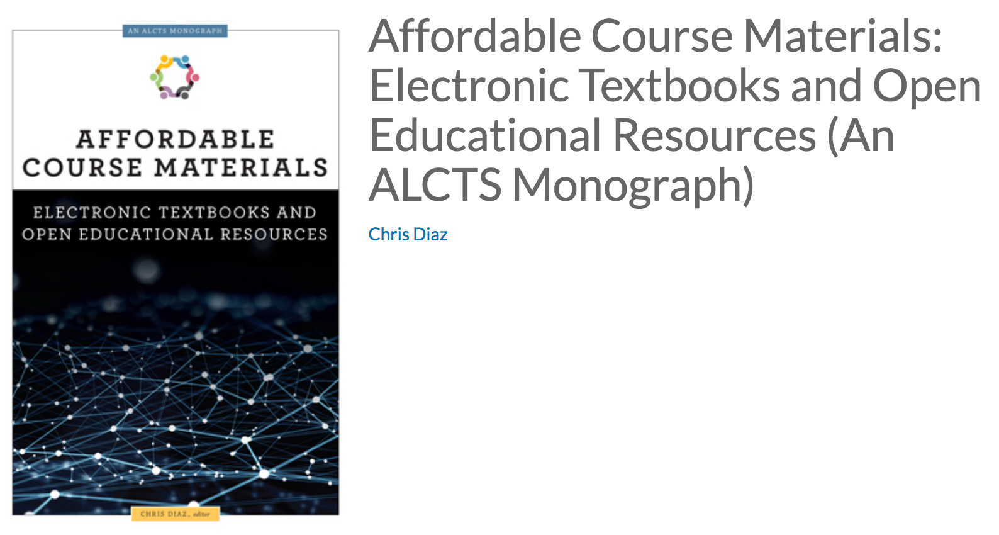 AN ALCTS MONOGRAPH
AFFORDABLE
COURSE MATERIALS
ELECTRONIC TEXTBOOKS AND
OPEN EDUCATIONAL RESOURCES
CHRIS DIAZ, editor
Affordable Course Materials:
Electronic Textbooks and Open
Educational Resources (An
ALCTS Monograph)
Chris Diaz